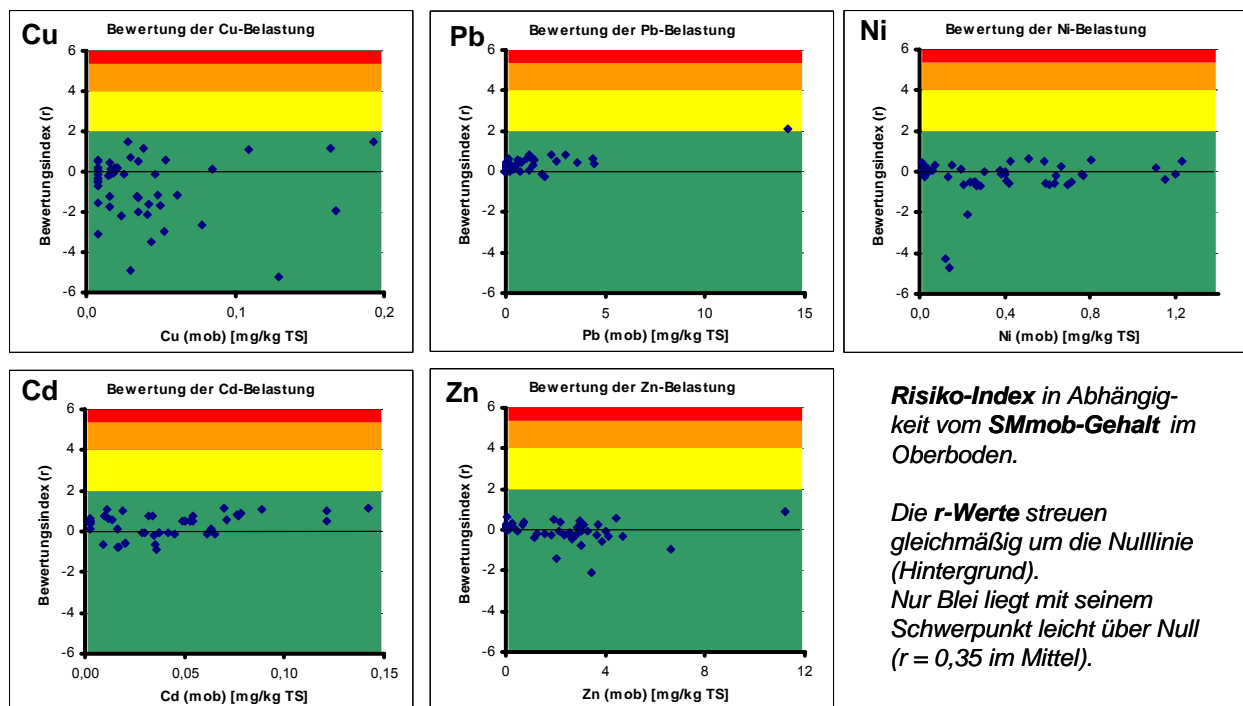 Cu
Bewertung der Cu-Belastung
Bewertungsindex (r)
6
4
2
0
-2
-4
-6
0,0
0,1
0,2
Cu (mob) [mg/kg TS]
Pb
Bewertung der Pb-Belastung
Bewertungsindex (r)
6
4
2
0
-2
-4
-6
0
5
10
15
Pb (mob) [mg/kg TS]
Ni
Bewertung der Ni-Belastung
Bewertungsindex (r)
6
4
2
0
-2
-4
-6
0,0
0,4
0,8
1,2
Ni (mob) [mg/kg TS]
Cd
Bewertung der Cd-Belastung
Bewertungsindex (r)
6
4
2
0
-2
-4
-6
0,00
0,05
0,10
0,15
Cd (mob) [mg/kg TS]
Zn
Bewertung der Zn-Belastung
Bewertungsindex (r)
6
4
2
0
-2
-4
-6
0
4
8
12
Zn (mob) [mg/kg TS]
Risiko-Index in Abhängig-
keit vom SMmob-Gehalt im
Oberboden.
Die r-Werte streuen
gleichmäßig um die Nulllinie
(Hintergrund).
Nur Blei liegt mit seinem
Schwerpunkt leicht über Null
(r = 0,35 im Mittel).